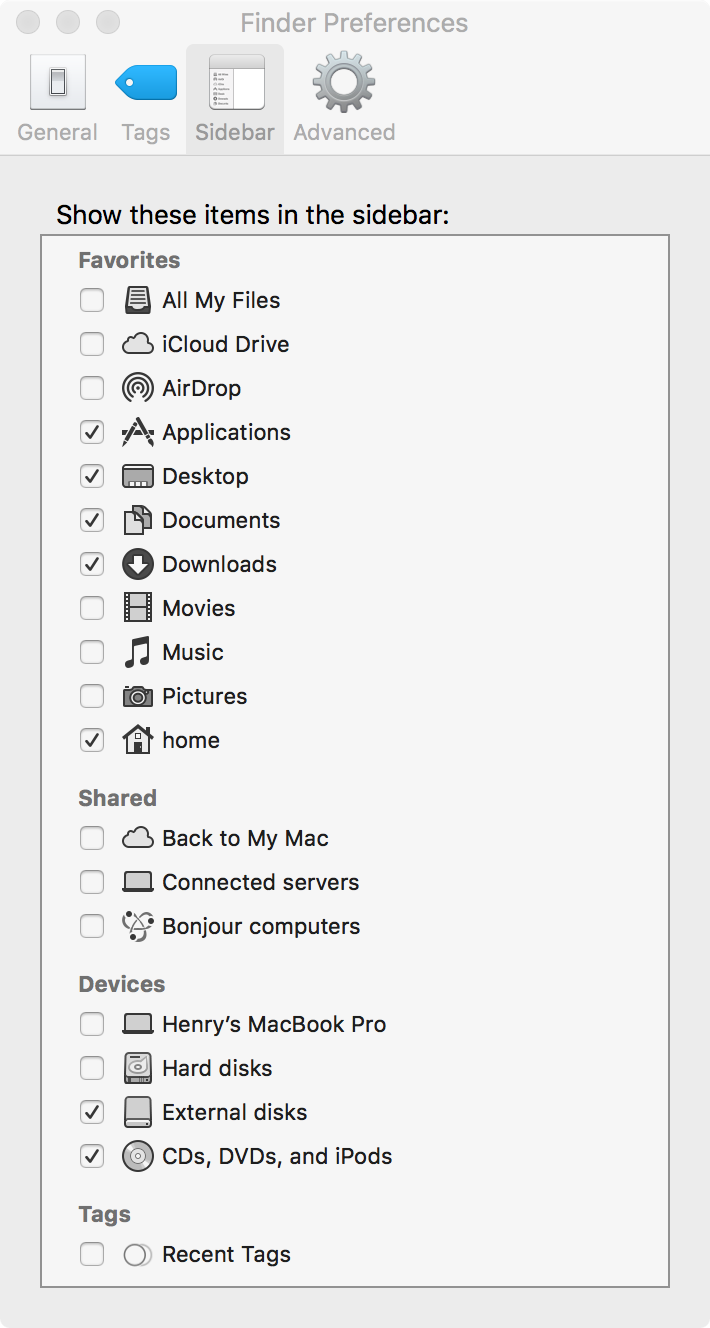 Finder Preferences
General Tags Sidebar Advanced
Show these items in the sidebar:
Favorites
All My Files
iCloud Drive
AirDrop
Applications
Desktop
Documents
Downloads
Movies
Music
Pictures
home
Shared
Back to My Mac
Connected servers
Bonjour computers
Devices
Henry’s MacBook Pro
Hard disks
External disks
CDs, DVDs, and iPods
Tags
Recent Tags